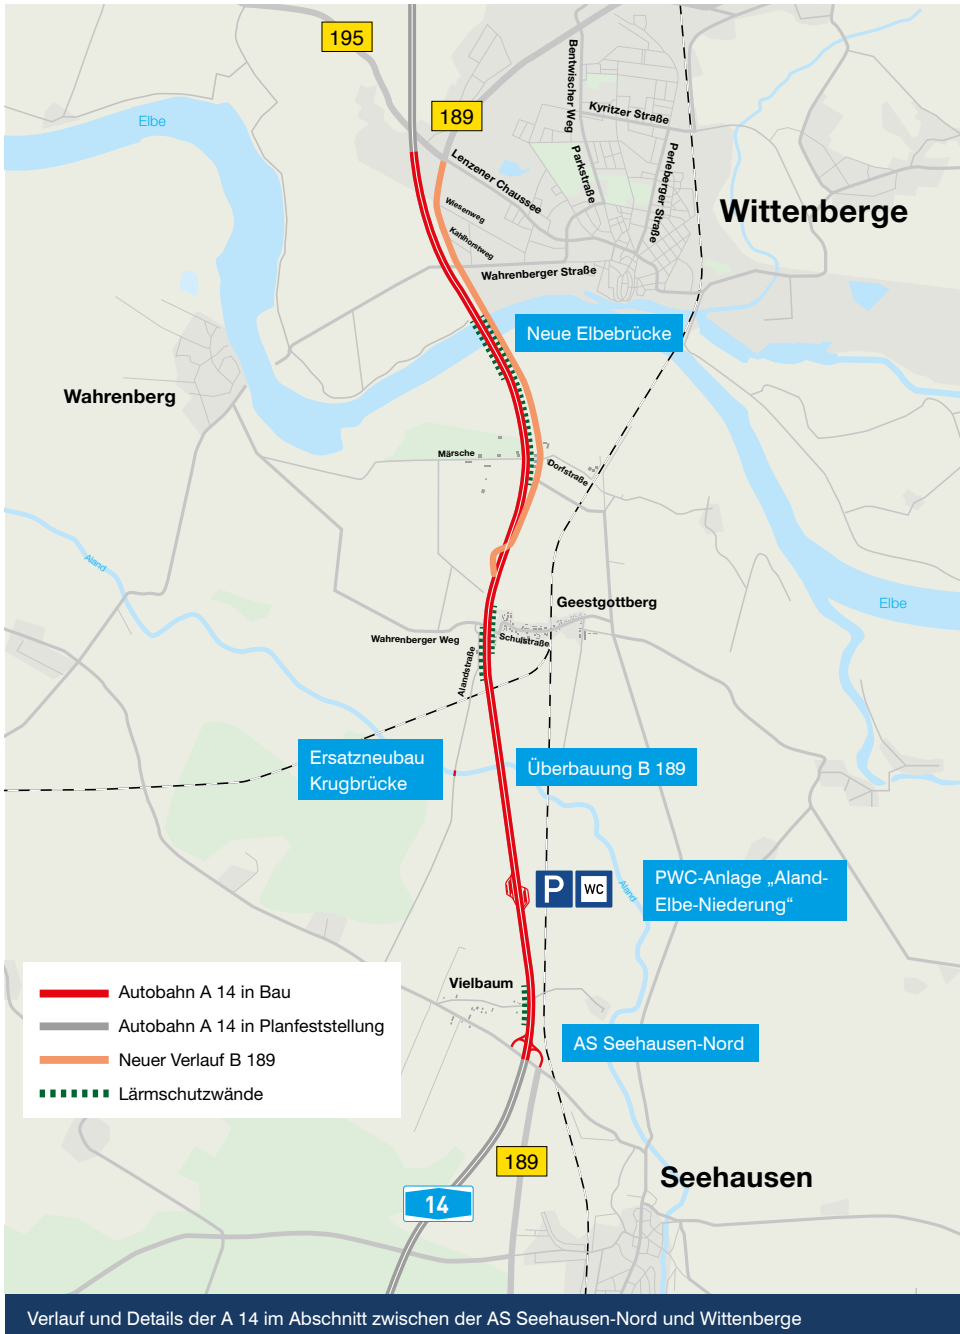 195
189
Elbe
Bentwischer Weg
Kyritzer Straße
Lenzener Chaussee
Parkstraße
Perleberger Straße
Wittenberge
Wiesenweg
Kahlhorstweg
Wahrenberger Straße
Neue Elbebrücke
Wahrenberg
Märsche
Dorfstraße
Aland
Geestgottberg
Elbe
Wahrenberger Weg
Schulstraße
Alandstraße
Ersatzneubau
Krugbrücke
Überbauung B 189
P
WC
PWC-Anlage „Aland-
Elbe-Niederung“
Aland
Vielbaum
Autobahn A 14 in Bau
Autobahn A 14 in Planfeststellung
Neuer Verlauf B 189
Lärmschutzwände
AS Seehausen-Nord
189
Seehausen
14
Verlauf und Details der A 14 im Abschnitt zwischen der AS Seehausen-Nord und Wittenberge